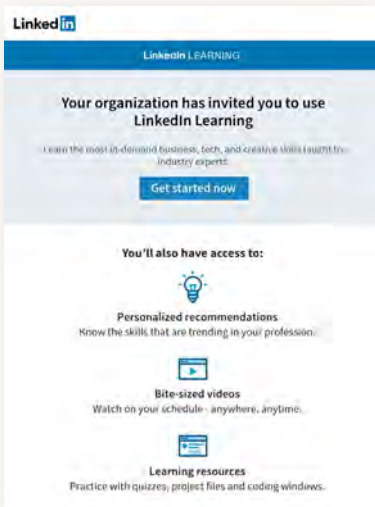 Linked in
LinkedIn LEARNING
Your organization has invited you to use
LinkedIn Learning
Learn the most in-demand business, tech, and creative skills taught by
industry experts.
Get started now
You'll also have access to:
Personalized recommendations
Know the skills that are trending in your profession.
Bite-sized videos
Watch on your schedule - anywhere, anytime.
Learning resources
Practice with quizzes, project files and coding windows.